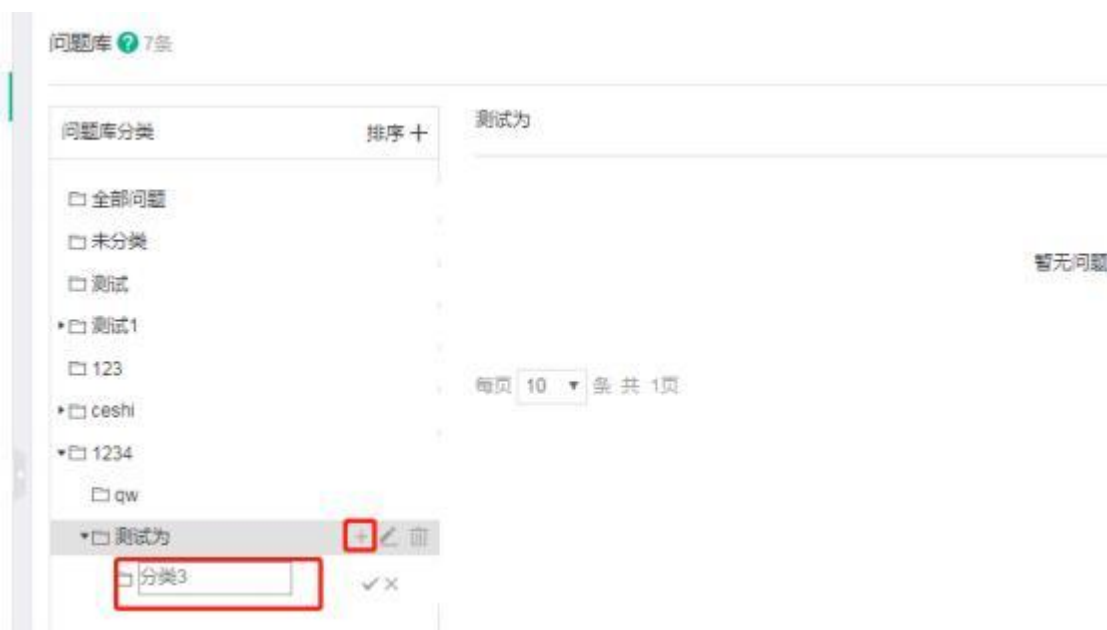 问题库 ? 7条
问题库分类 排序 +
测试为
全部问题
未分类
测试
测试1
123
ceshi
1234
qw
测试为
分类3
暂无问题
每页 10 条 共 1页